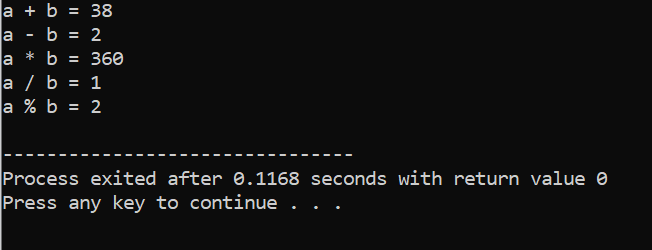 a + b = 38
a - b = 2
a * b = 360
a / b = 1
a % b = 2
--------------------------------
Process exited after 0.1168 seconds with return value 0
Press any key to continue . . .